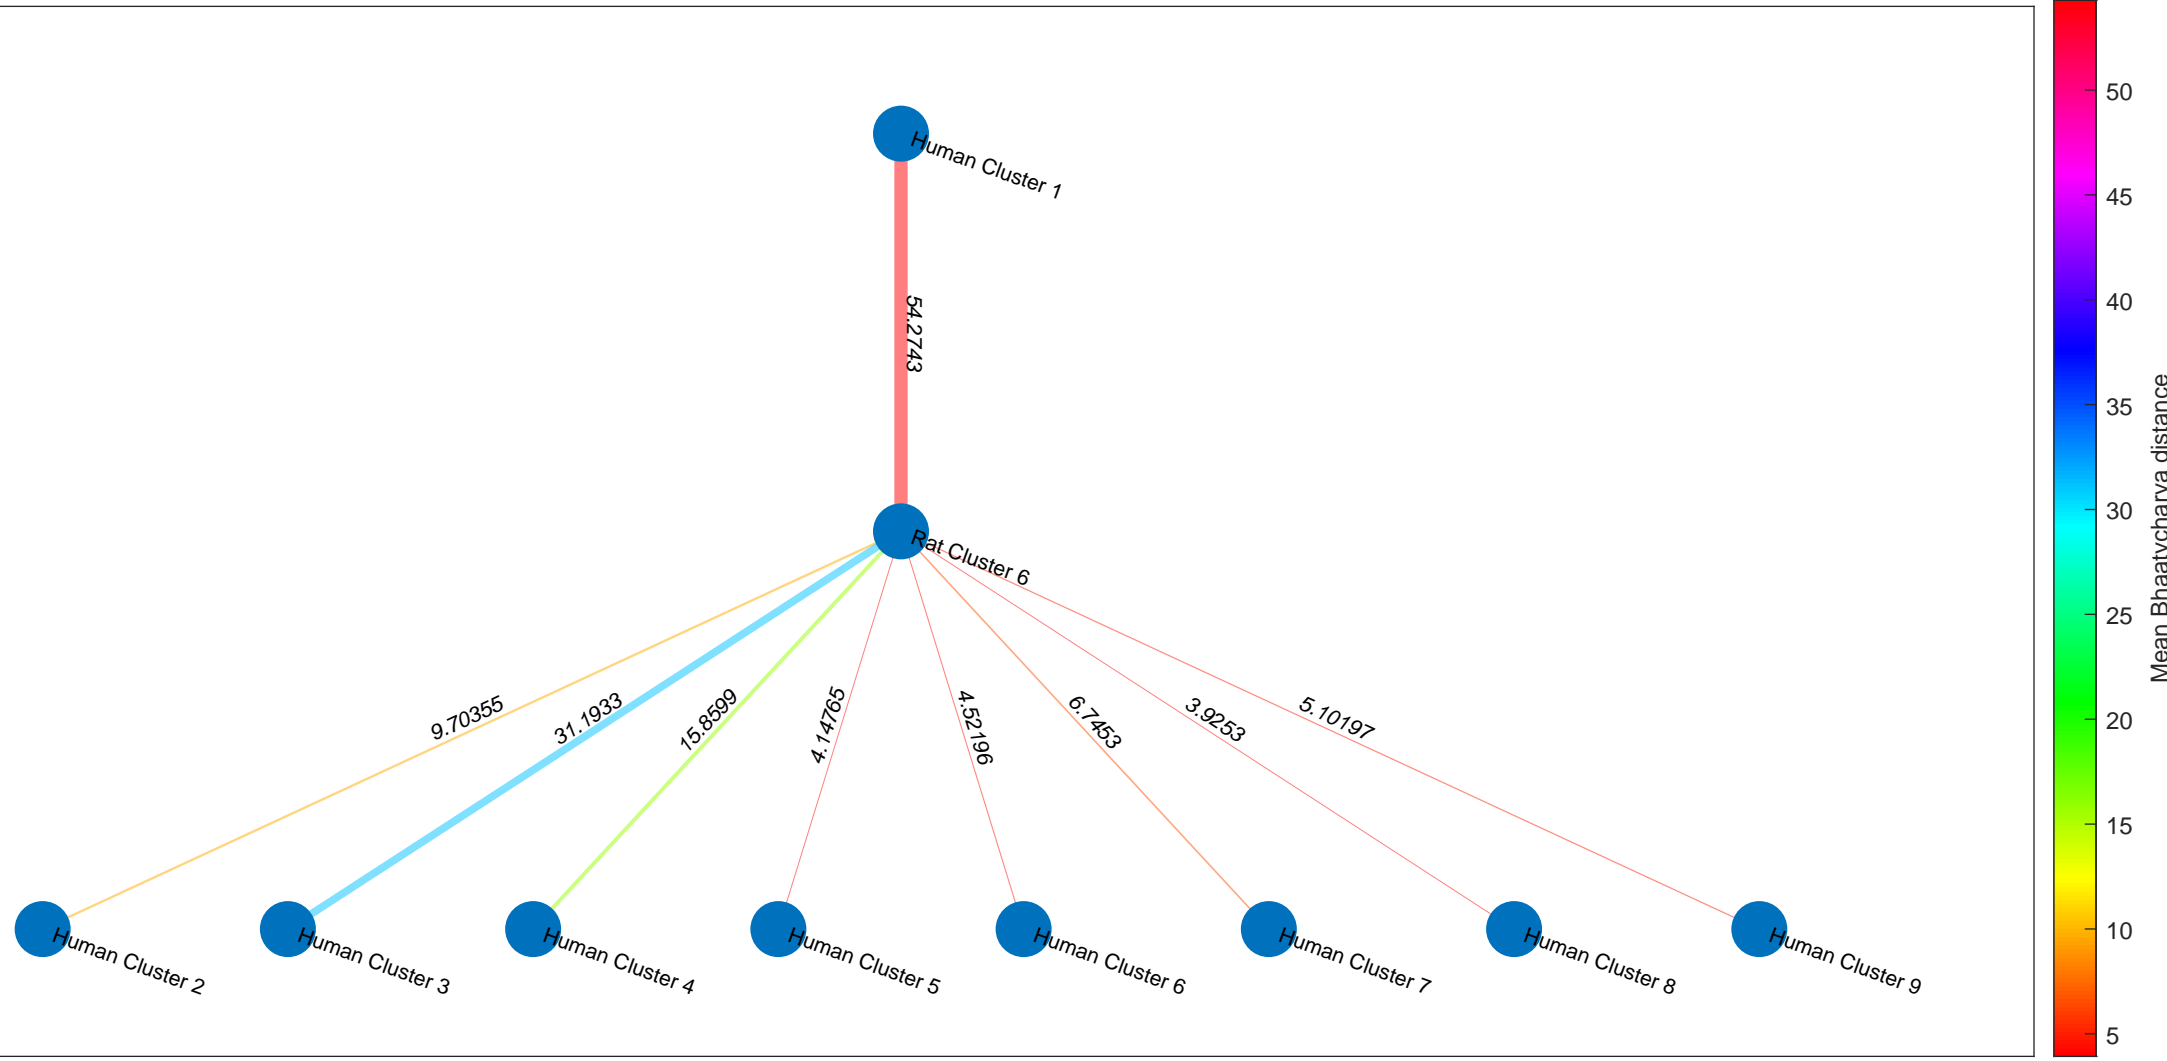 Human Cluster 1
54.2743
Rat Cluster 6
9.70355
31.1933
15.8599
4.14765
4.52196
6.7453
3.9253
5.10197
Human Cluster 2
Human Cluster 3
Human Cluster 4
Human Cluster 5
Human Cluster 6
Human Cluster 7
Human Cluster 8
Human Cluster 9
50
45
40
35
30
25
20
15
10
5
Mean Bhaatycharya distance